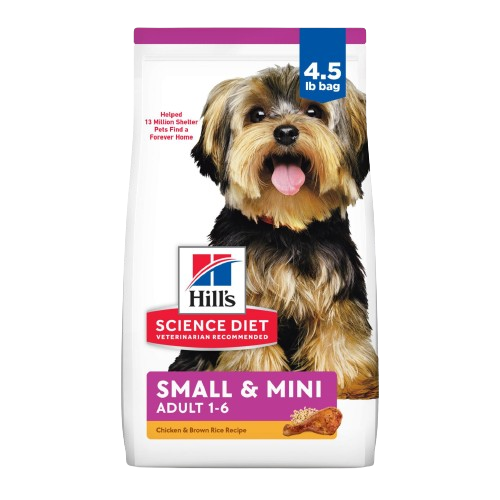 4.5
lb bag
Helped
13 Million Shelter
Pets Find a
Forever Home
Hill's
SCIENCE DIET
VETERINARIAN RECOMMENDED
SMALL & MINI
ADULT 1-6
Chicken & Brown Rice Recipe